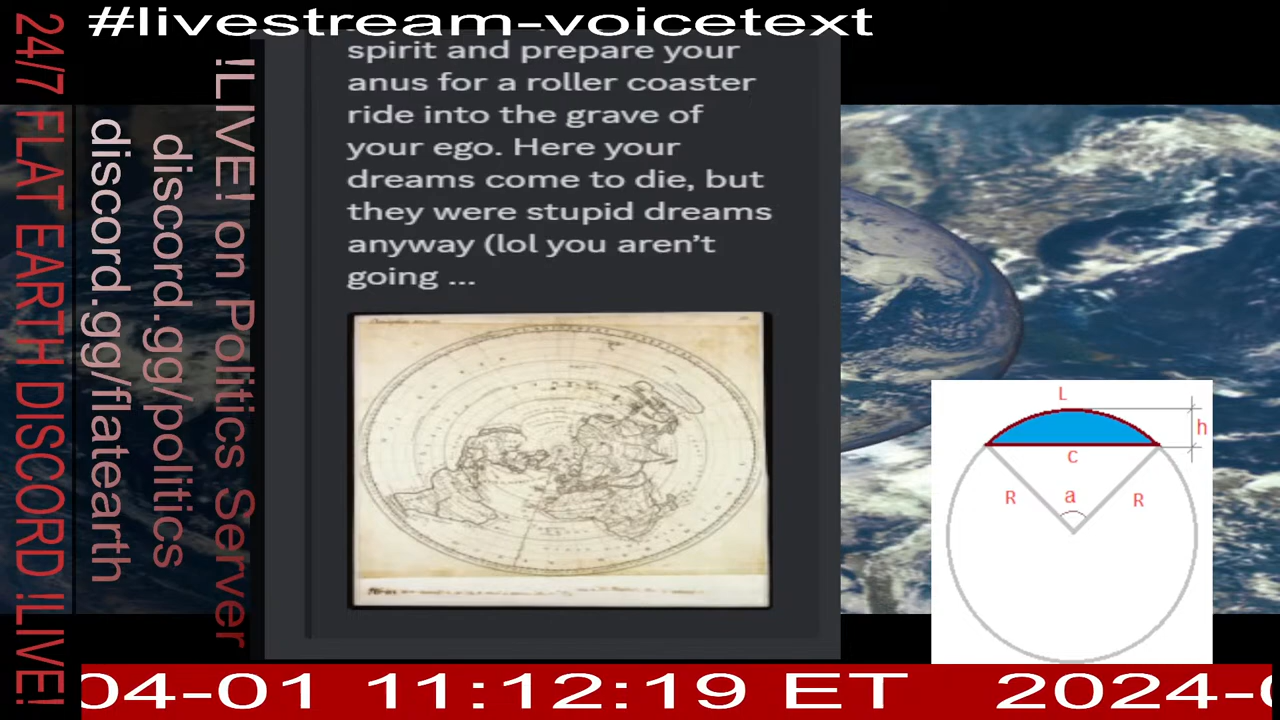 #livestream-voicetext
24/7 FLAT EARTH DISCORD !LIVE!
discord.gg/flatearth
discord.gg/politics
!LIVE! on Politics Server
spirit and prepare your
anus for a roller coaster
ride into the grave of
your ego. Here your
dreams come to die, but
they were stupid dreams
anyway (lol you aren’t
going ...
L
h
c
R
a
R
04-01 11:12:19 ET 2024-0